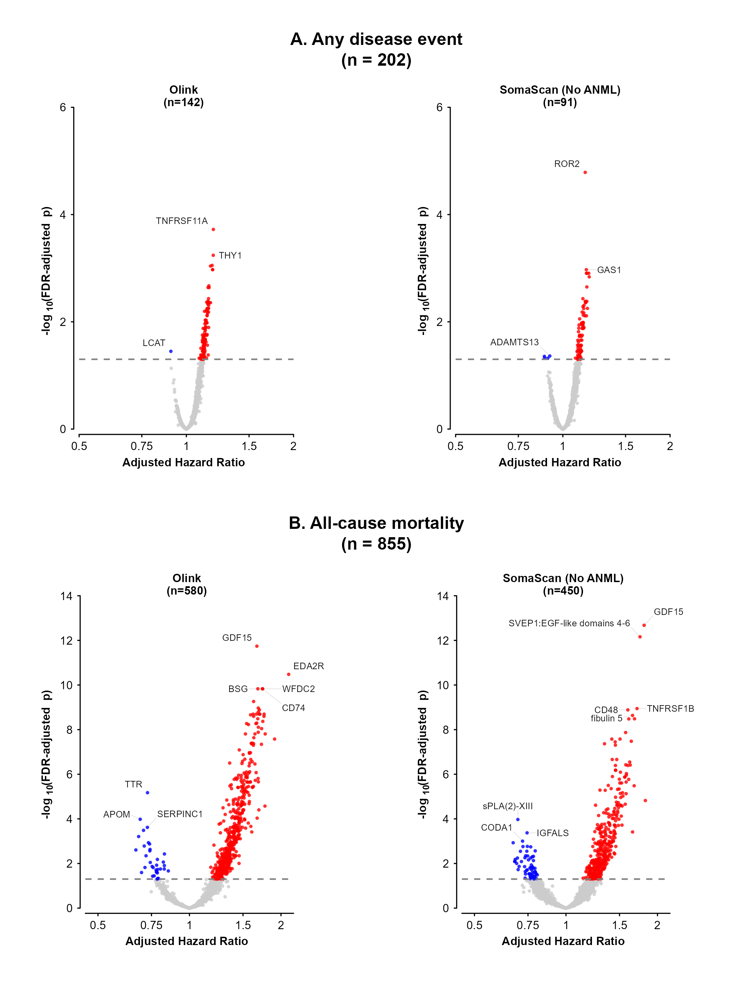 A. Any disease event
(n = 202)
Olink
(n=142)
6
4
2
0
-log 10(FDR-adjusted p)
TNFRSF11A
THY1
LCAT
0.5 0.75 1 1.5 2
Adjusted Hazard Ratio
SomaScan (No ANML)
(n=91)
6
4
2
0
-log 10(FDR-adjusted p)
ROR2
GAS1
ADAMTS13
0.5 0.75 1 1.5 2
Adjusted Hazard Ratio
B. All-cause mortality
(n = 855)
Olink
(n=580)
14
12
10
8
6
4
2
0
-log 10(FDR-adjusted p)
GDF15
EDA2R
BSG
WFDC2
CD74
TTR
APOM
SERPINC1
0.5 0.75 1 1.5 2
Adjusted Hazard Ratio
SomaScan (No ANML)
(n=450)
14
12
10
8
6
4
2
0
-log 10(FDR-adjusted p)
GDF15
SVEP1:EGF-like domains 4-6
CD48
TNFRSF1B
fibulin 5
sPLA(2)-XIII
CODA1
IGFALS
0.5 0.75 1 1.5 2
Adjusted Hazard Ratio